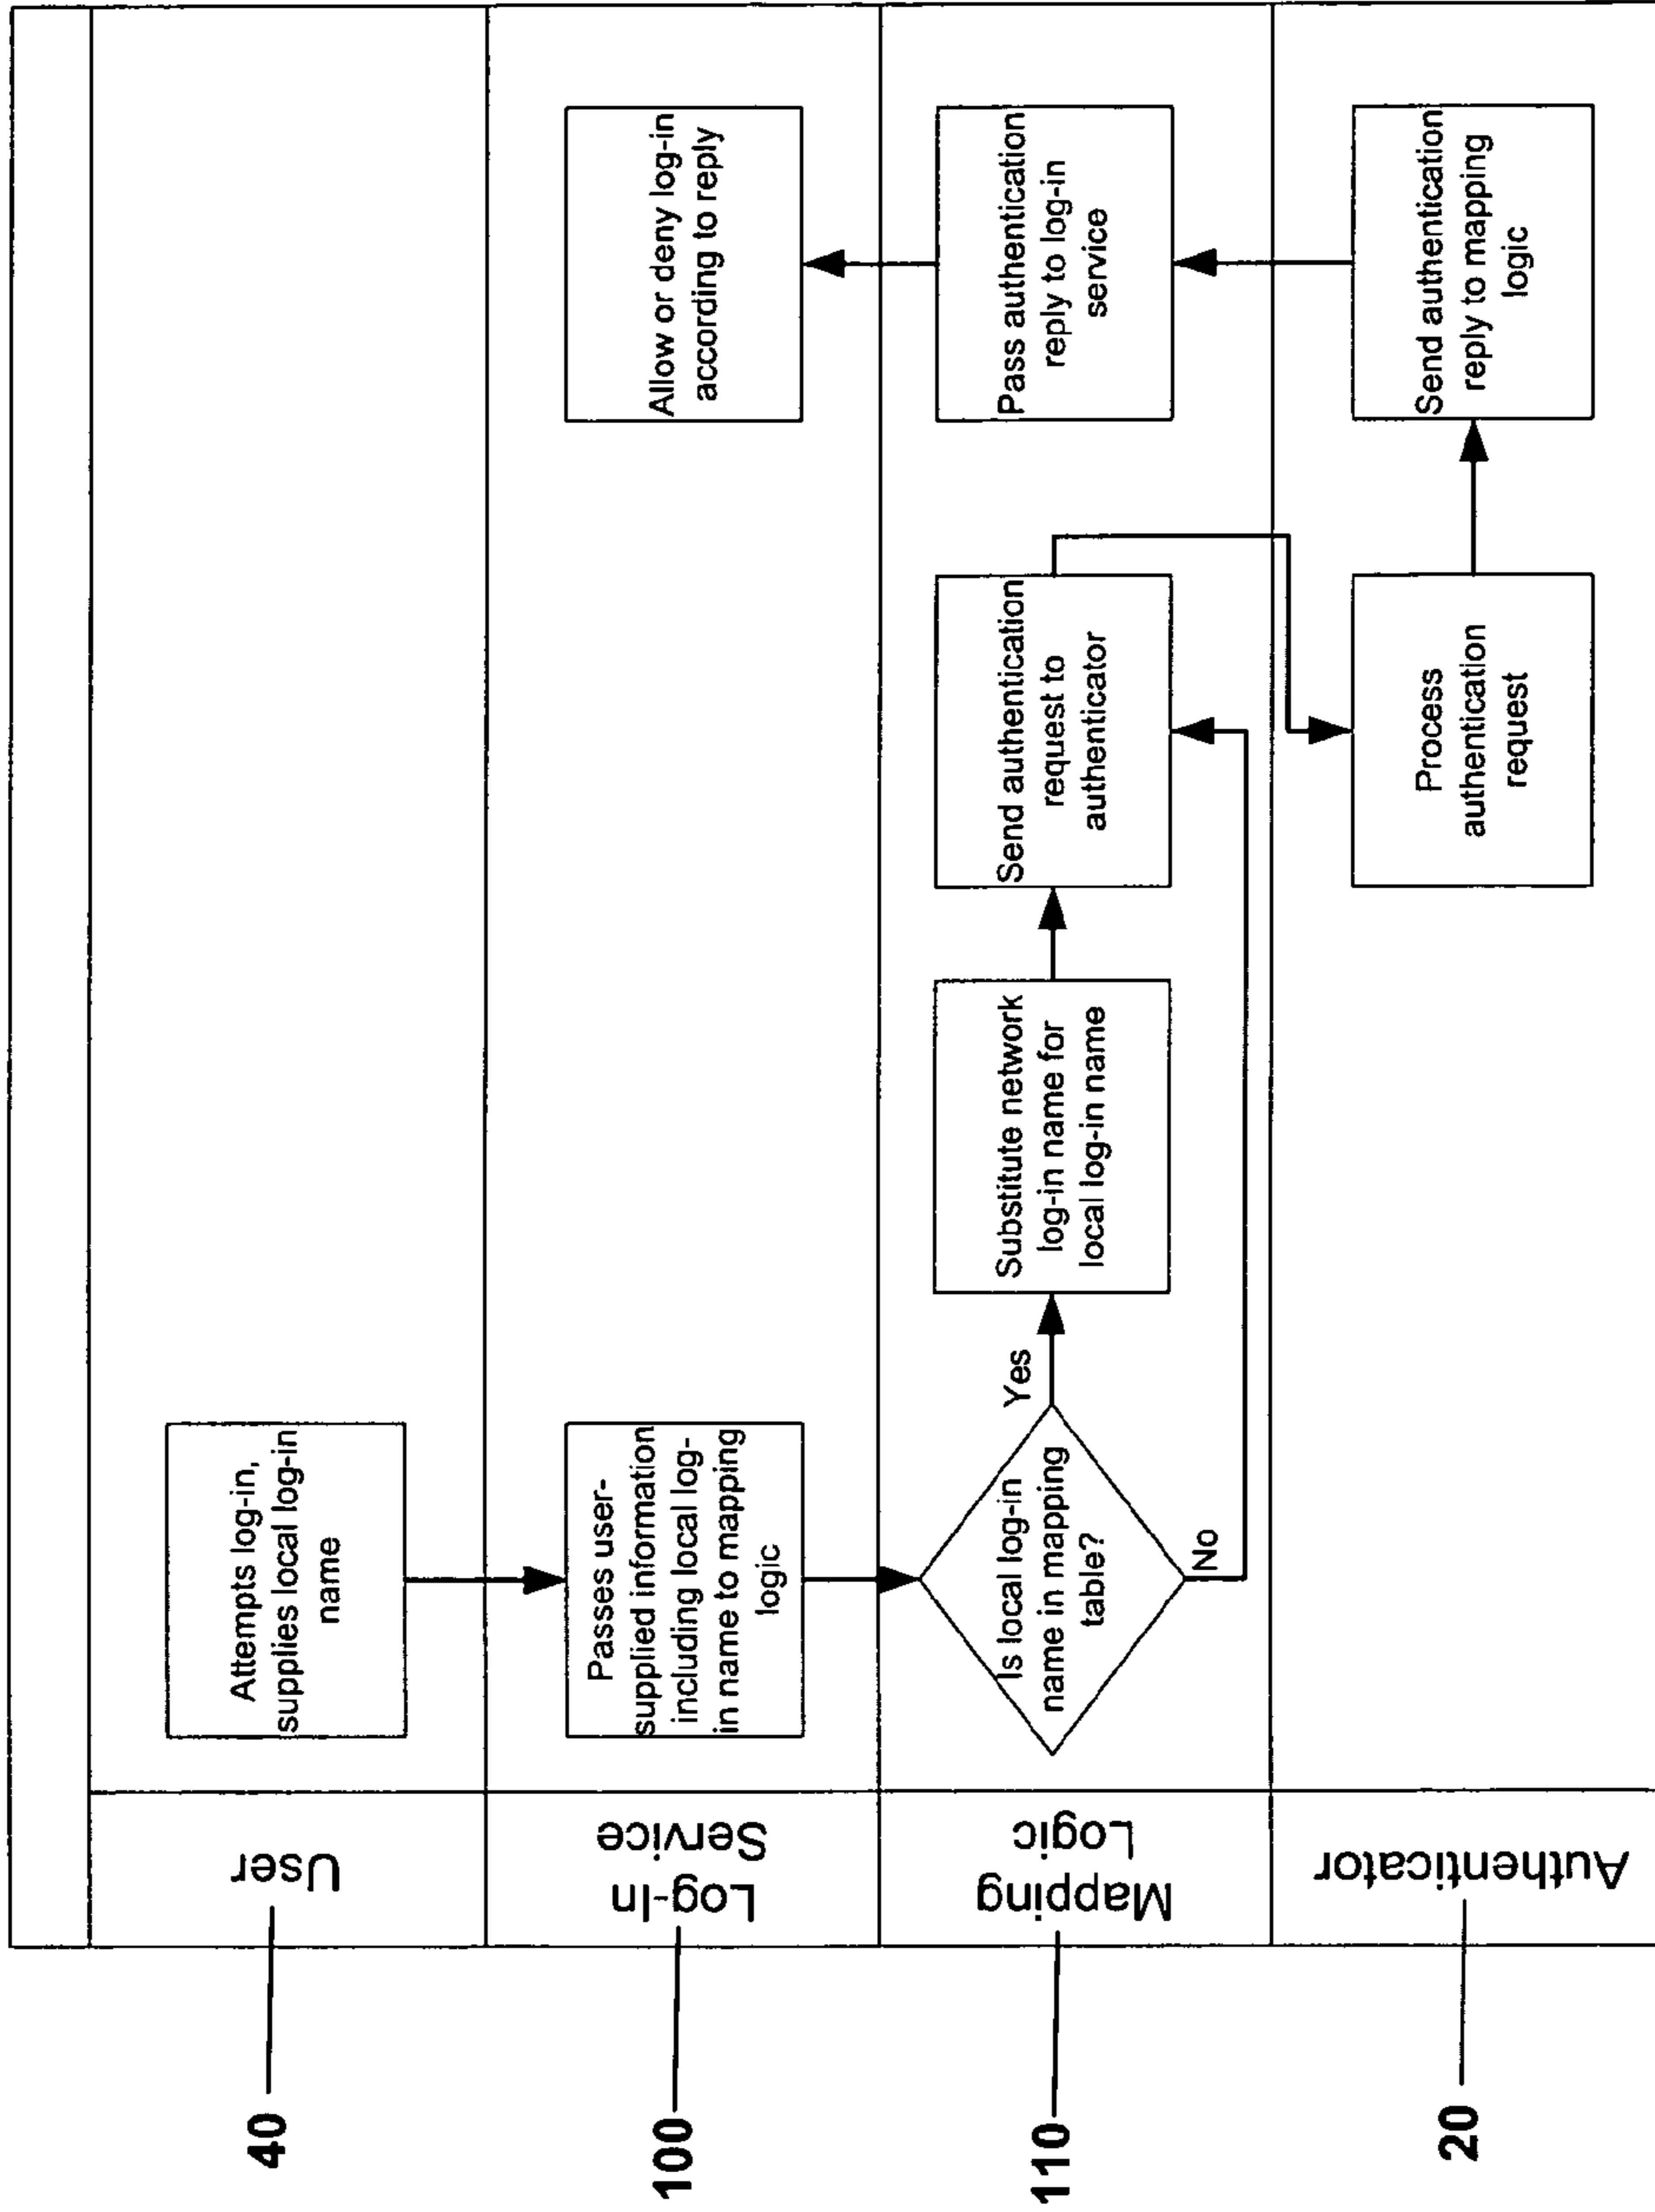 40
User
Attempts log-in,
supplies local log-in
name
100
Log-In
Service
Passes user-
supplied information
including local log-
in name to mapping
logic
Allow or deny log-in
according to reply
110
Mapping
Logic
Is local log-in
name in mapping
table?
Yes
No
Substitute network
log-in name for
local log-in name
Send authentication
request to
authenticator
Pass authentication
reply to log-in
service
20
Authenticator
Process
authentication
request
Send authentication
reply to mapping
logic